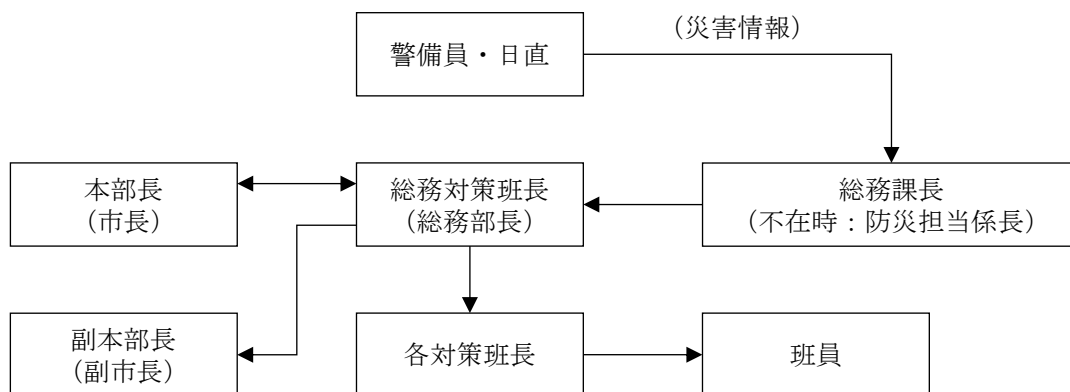 警備員・日直
（災害情報）
本部長
（市長）
総務対策班長
（総務部長）
総務課長
（不在時：防災担当係長）
副本部長
（副市長）
各対策班長
班員